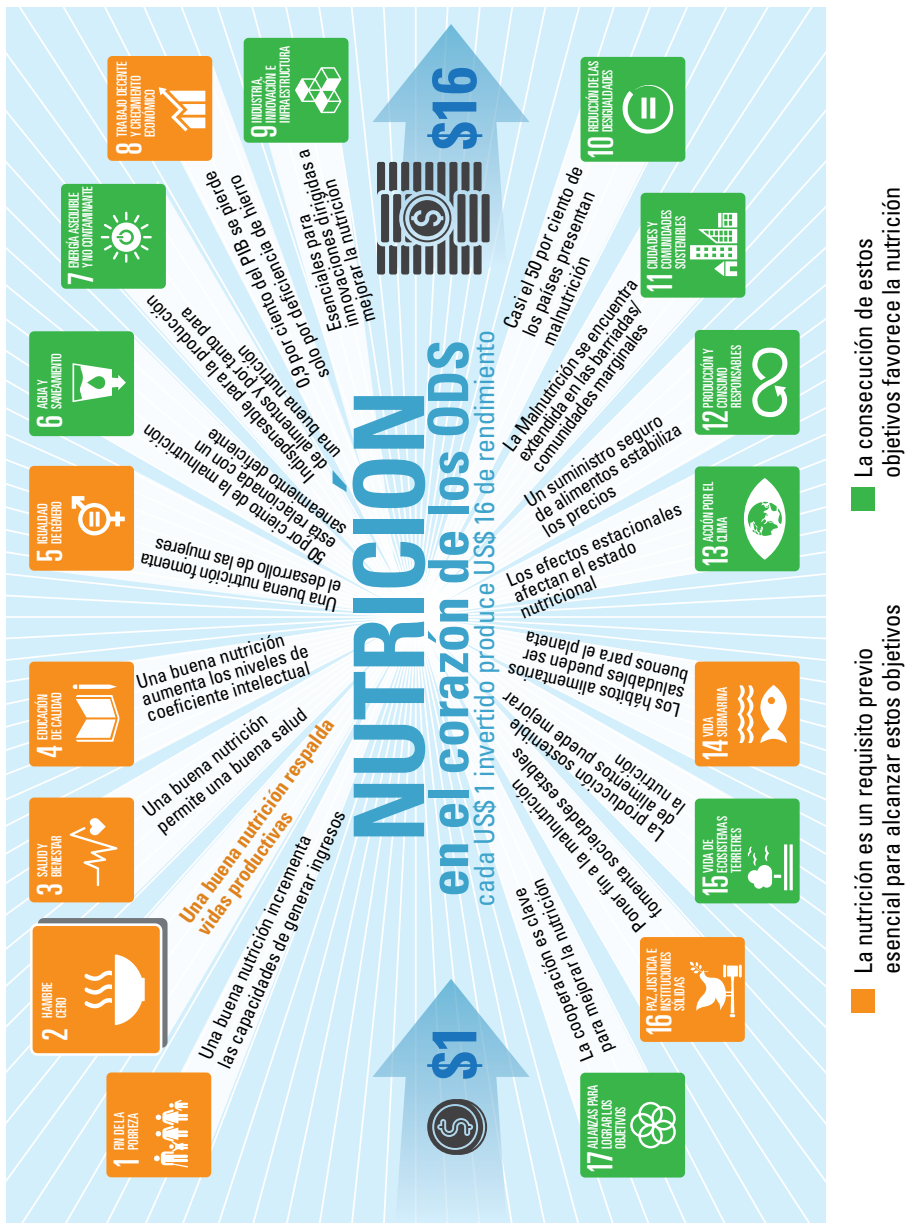 1 FIN DE LA
POBREZA
Una buena nutrición incrementa
las capacidades de generar ingresos
2 HAMBRE
CERO
Una buena nutrición respalda
vidas productivas
3 SALUD Y
BIENESTAR
Una buena nutrición
permite una buena salud
4 EDUCACIÓN
DE CALIDAD
Una buena nutrición
aumenta los niveles de
coeficiente intelectual
5 IGUALDAD
DE GÉNERO
Una buena nutrición fomenta
el desarrollo de las mujeres
6 AGUA Y
SANEAMIENTO
50 por ciento de la malnutrición
está relacionada con un
saneamiento deficiente
7 ENERGÍA ASEQUIBLE
Y NO CONTAMINANTE
Indispensable para la producción
de alimentos y por tanto para
una buena nutrición
8 TRABAJO DECENTE
Y CRECIMIENTO
ECONÓMICO
0.9 por ciento del PIB se pierde
solo por deficiencia de hierro
9 INDUSTRIA,
INNOVACIÓN E
INFRAESTRUCTURA
Esenciales para
innovaciones dirigidas a
mejorar la nutrición
$1
NUTRICIÓN
en el corazón de los ODS
cada US$ 1 invertido produce US$ 16 de rendimiento
$16
17 ALIANZAS PARA
LOGRAR LOS
OBJETIVOS
La cooperación es clave
para mejorar la nutrición
16 PAZ, JUSTICIA E
INSTITUCIONES
SÓLIDAS
Poner fin a la malnutrición
fomenta sociedades estables
15 VIDA DE
ECOSISTEMAS
TERRETRES
La producción sostenible
de alimentos puede mejorar
la nutrición
14 VIDA
SUBMARINA
Los hábitos alimentarios
saludables pueden ser
buenos para el planeta
13 ACCIÓN POR EL
CLIMA
Los efectos estacionales
afectan el estado
nutricional
12 PRODUCCIÓN Y
CONSUMO
RESPONSABLES
Un suministro seguro
de alimentos estabiliza
los precios
11 CIUDADES Y
COMUNIDADES
SOSTENIBLES
La Malnutrición se encuentra
extendida en las barriadas/
comunidades marginales
10 REDUCCIÓN DE LAS
DESIGUALDADES
Casi el 50 por ciento de
los países presentan
malnutrición
La nutrición es un requisito previo
esencial para alcanzar estos objetivos
La consecución de estos
objetivos favorece la nutrición